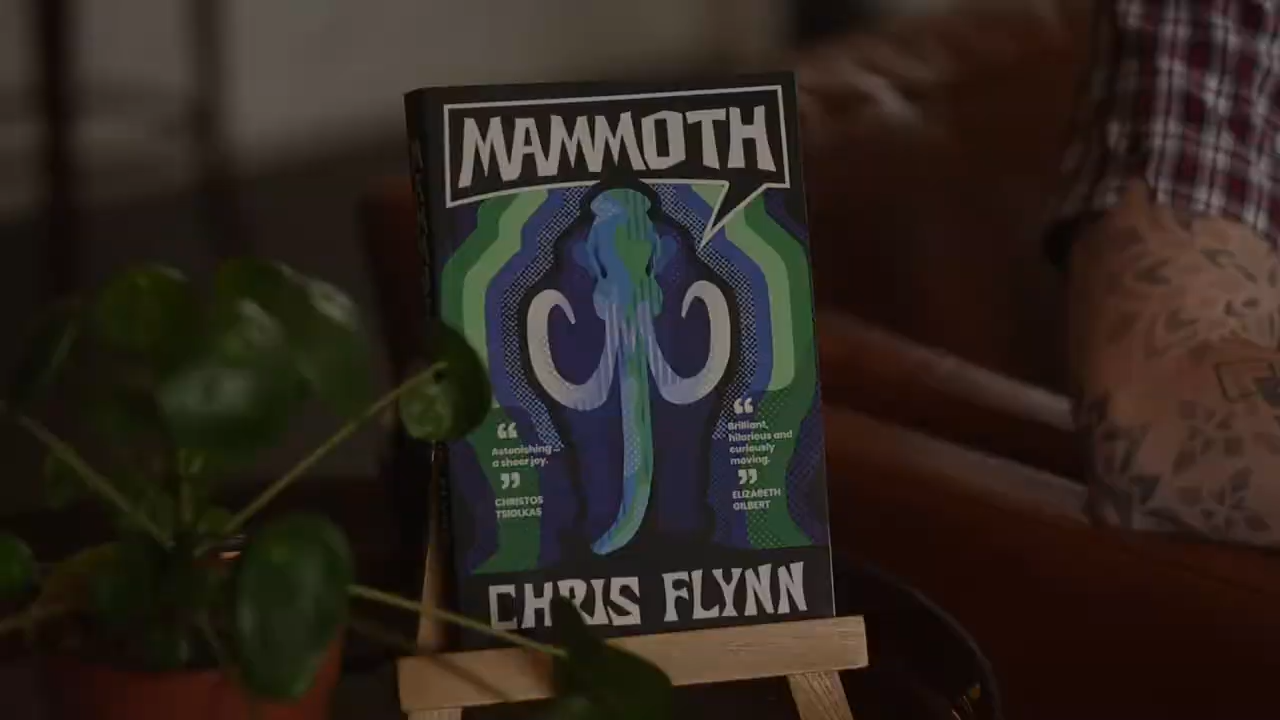 MAMMOTH
“
Astonishing...
a sheer joy.
”
CHRISTOS
TSIOLKAS
“
Brilliant,
hilarious and
curiously
moving.
”
ELIZABETH
GILBERT
CHRIS FLYNN